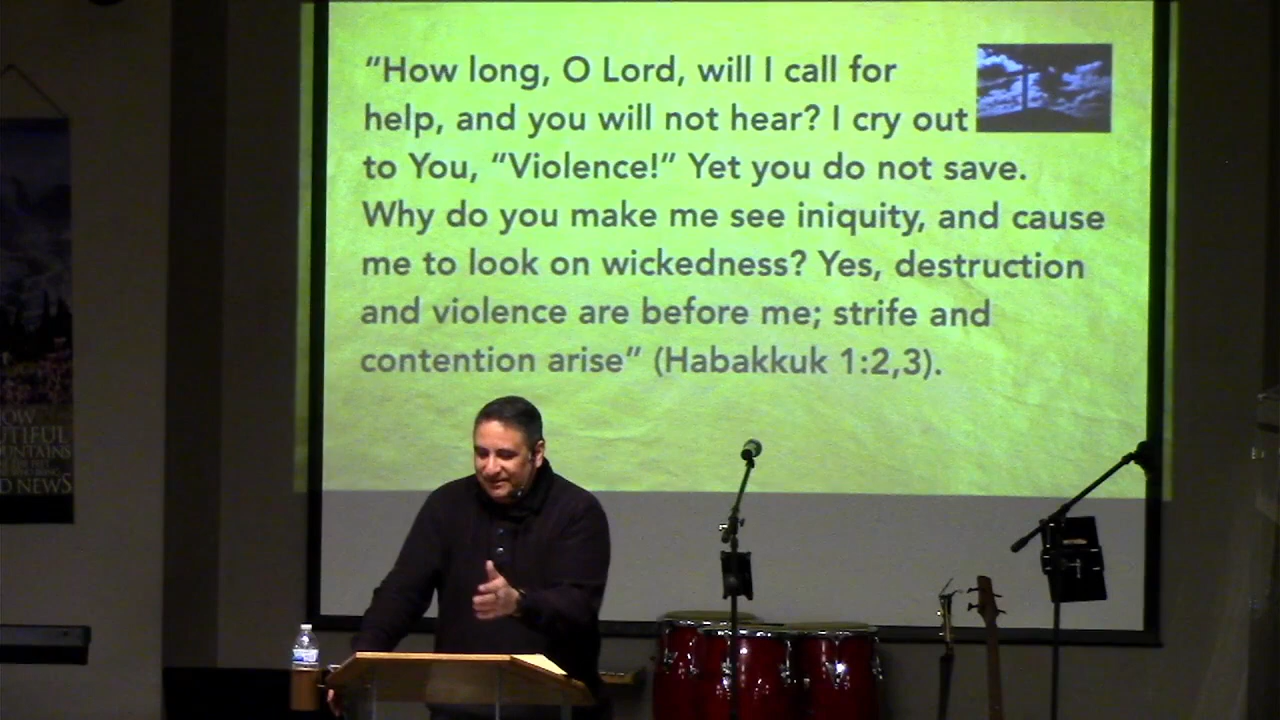 “How long, O Lord, will I call for
help, and you will not hear? I cry out
to You, “Violence!” Yet you do not save.
Why do you make me see iniquity, and cause
me to look on wickedness? Yes, destruction
and violence are before me; strife and
contention arise” (Habakkuk 1:2,3).
OW
UTIFUL
UNTAINS
D NEWS